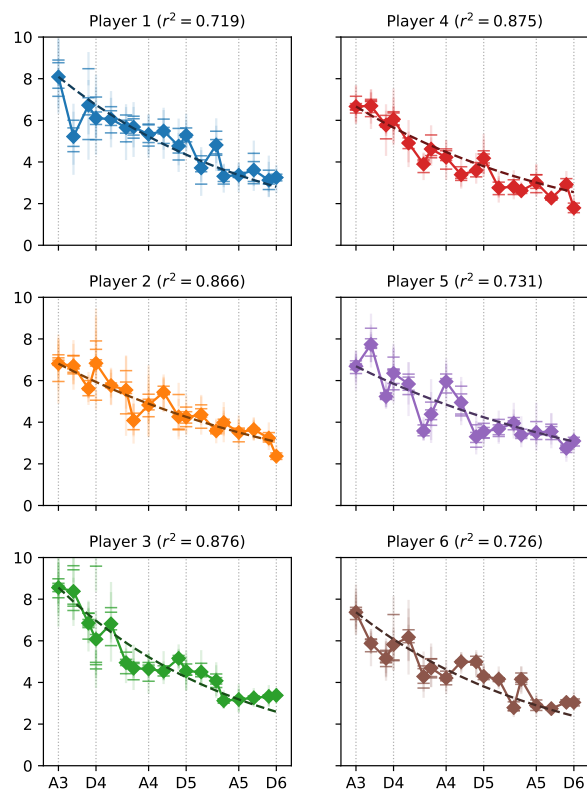 Player 1 (r² = 0.719)
Player 4 (r² = 0.875)
10
8
6
4
2
0
Player 2 (r² = 0.866)
Player 5 (r² = 0.731)
10
8
6
4
2
0
Player 3 (r² = 0.876)
Player 6 (r² = 0.726)
10
8
6
4
2
0
A3 D4 A4 D5 A5 D6
A3 D4 A4 D5 A5 D6